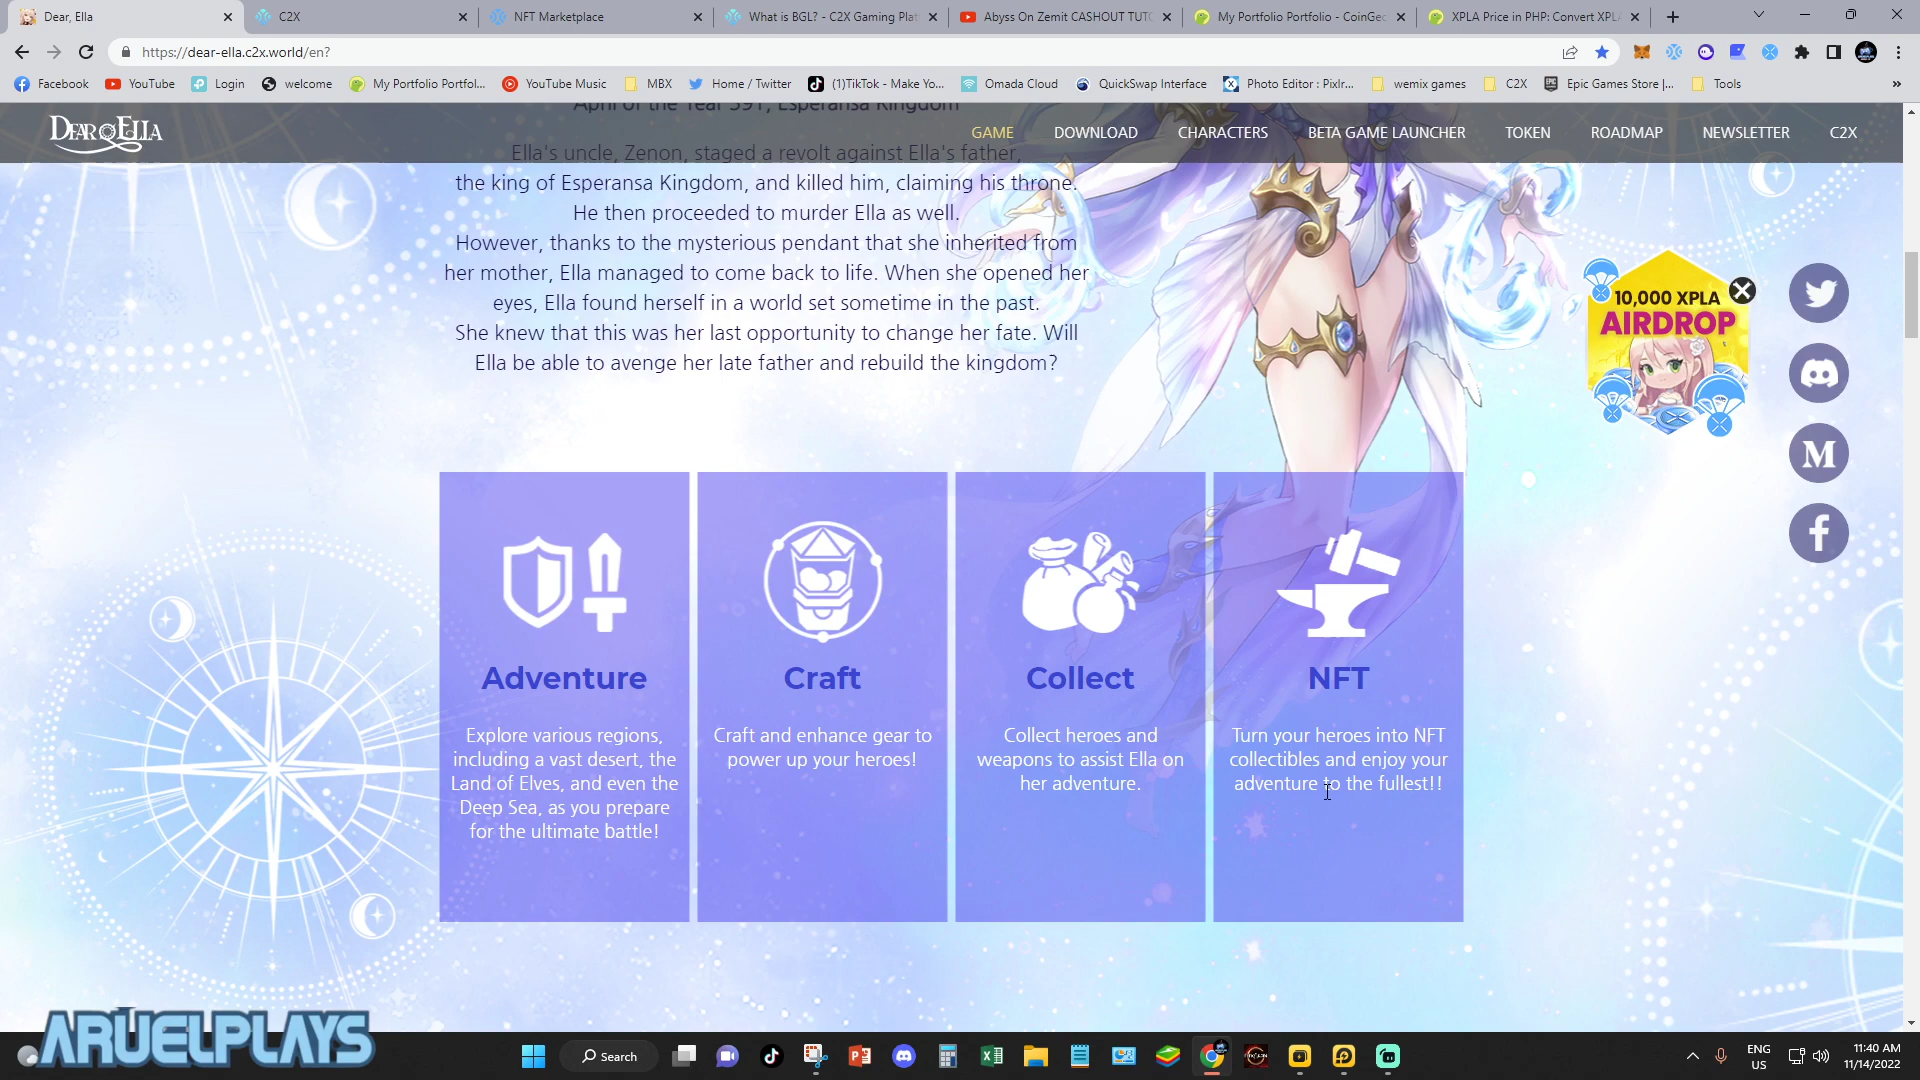 Dear, Ella
C2X
NFT Marketplace
What is BGL? - C2X Gaming Plat
Abyss On Zemit CASHOUT TUTO
My Portfolio Portfolio - CoinGec
XPLA Price in PHP: Convert XPL
https://dear-ella.c2x.world/en?
Facebook
YouTube
Login
welcome
My Portfolio Portfol...
YouTube Music
MBX
Home / Twitter
(1)TikTok - Make Yo...
Omada Cloud
QuickSwap Interface
Photo Editor : Pixlr...
wemix games
C2X
Epic Games Store |...
Tools
April of the Year 591, Esperansa Kingdom
DEAR ELLA
GAME
DOWNLOAD
CHARACTERS
BETA GAME LAUNCHER
TOKEN
ROADMAP
NEWSLETTER
C2X
Ella's uncle, Zenon, staged a revolt against Ella's father,
the king of Esperansa Kingdom, and killed him, claiming his throne.
He then proceeded to murder Ella as well.
However, thanks to the mysterious pendant that she inherited from
her mother, Ella managed to come back to life. When she opened her
eyes, Ella found herself in a world set sometime in the past.
She knew that this was her last opportunity to change her fate. Will
Ella be able to avenge her late father and rebuild the kingdom?
10,000 XPLA
AIRDROP
Adventure
Explore various regions,
including a vast desert, the
Land of Elves, and even the
Deep Sea, as you prepare
for the ultimate battle!
Craft
Craft and enhance gear to
power up your heroes!
Collect
Collect heroes and
weapons to assist Ella on
her adventure.
NFT
Turn your heroes into NFT
collectibles and enjoy your
adventure to the fullest!!
ARUELPLAYS
Search
ENG
US
11:40 AM
11/14/2022